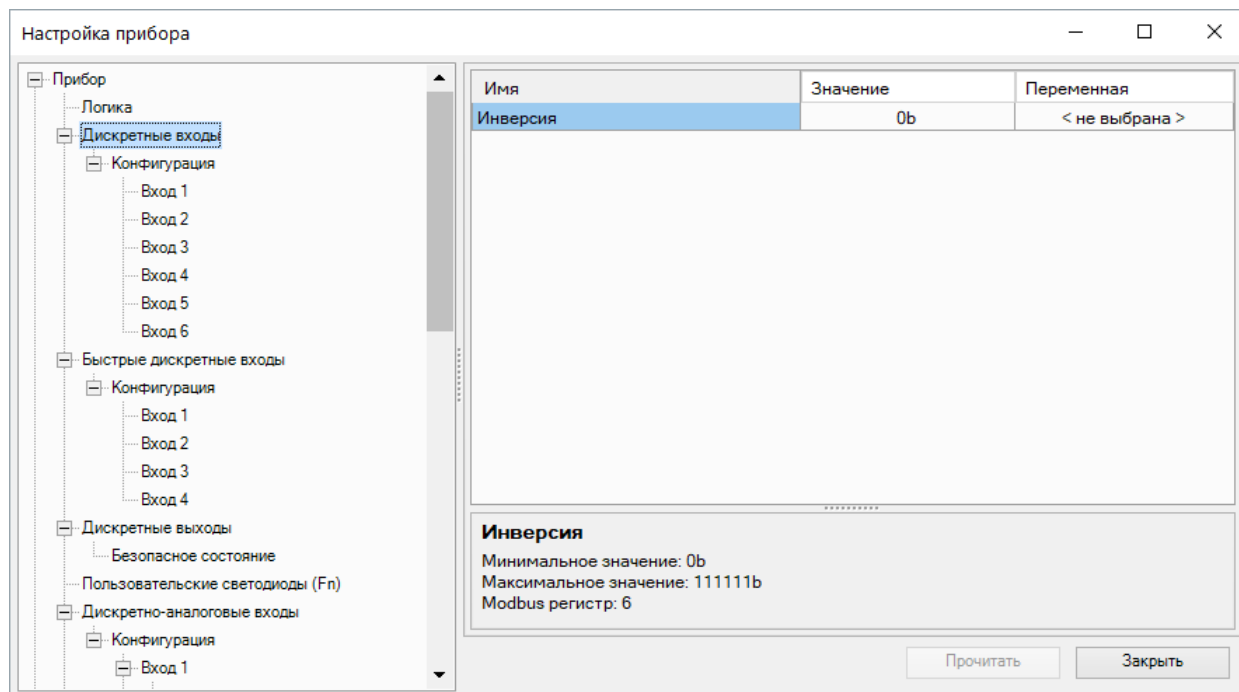 Настройка прибора
Прибор
Логика
Дискретные входы
Конфигурация
Вход 1
Вход 2
Вход 3
Вход 4
Вход 5
Вход 6
Быстрые дискретные входы
Конфигурация
Вход 1
Вход 2
Вход 3
Вход 4
Дискретные выходы
Безопасное состояние
Пользовательские светодиоды (Fn)
Дискретно-аналоговые входы
Конфигурация
Вход 1
Имя Значение Переменная
Инверсия 0b < не выбрана >
Инверсия
Минимальное значение: 0b
Максимальное значение: 111111b
Modbus регистр: 6
Прочитать Закрыть